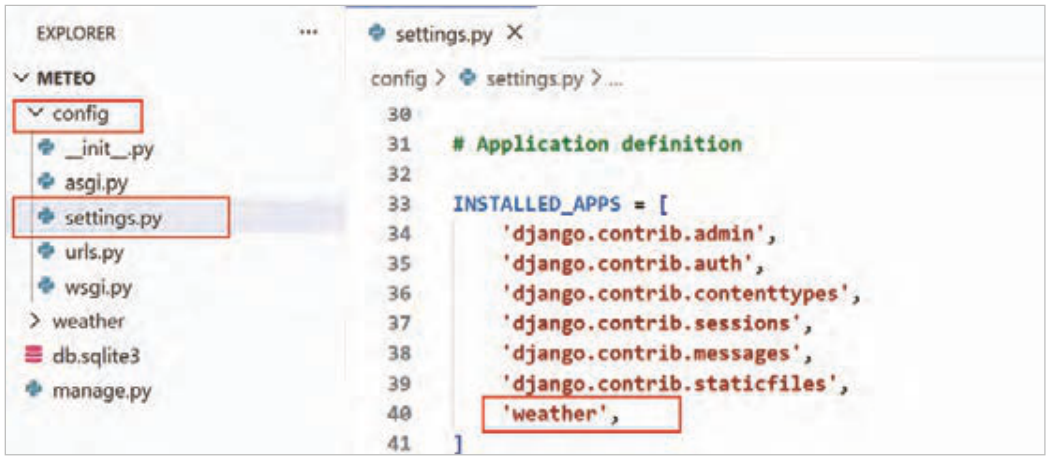 EXPLORER ...
METEO
config
__init__.py
asgi.py
settings.py
urls.py
wsgi.py
weather
db.sqlite3
manage.py
settings.py ×
config > settings.py > ...
30
31 # Application definition
32
33 INSTALLED_APPS = [
34 'django.contrib.admin',
35 'django.contrib.auth',
36 'django.contrib.contenttypes',
37 'django.contrib.sessions',
38 'django.contrib.messages',
39 'django.contrib.staticfiles',
40 'weather',
41 ]